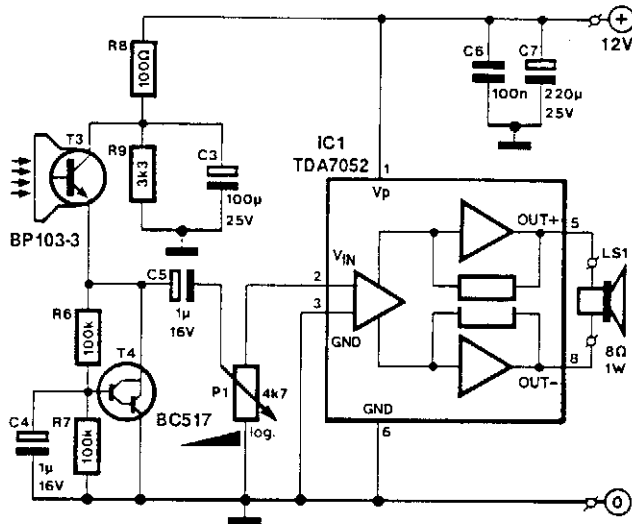 R8
100Ω
C6
100n
C7
220µ
25V
+
12V
T3
R9
3k3
C3
100µ
25V
IC1
TDA7052
1
Vp
BP103-3
OUT+
5
LS1
VIN
2
3
GND
C5
1µ
16V
R6
100k
T4
P1
4k7
log.
OUT-
8
8Ω
1W
BC517
C4
1µ
16V
R7
100k
GND
6
0